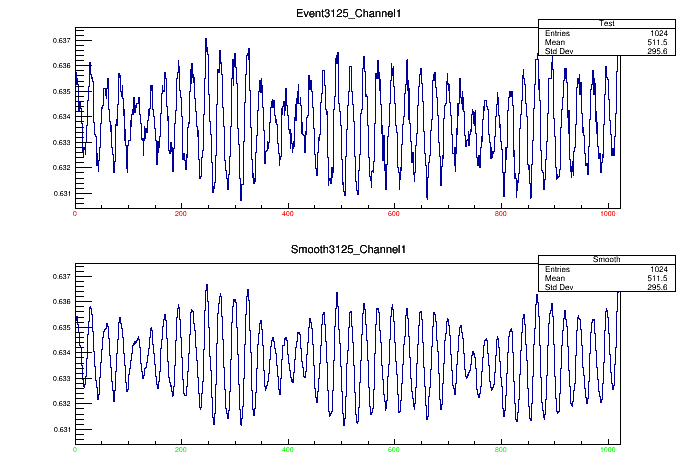 Event3125_Channel1
Test
Entries 1024
Mean 511.5
Std Dev 295.6
0.637
0.636
0.635
0.634
0.633
0.632
0.631
0 200 400 600 800 1000
Smooth3125_Channel1
Smooth
Entries 1024
Mean 511.5
Std Dev 295.6
0.637
0.636
0.635
0.634
0.633
0.632
0.631
0 200 400 600 800 1000